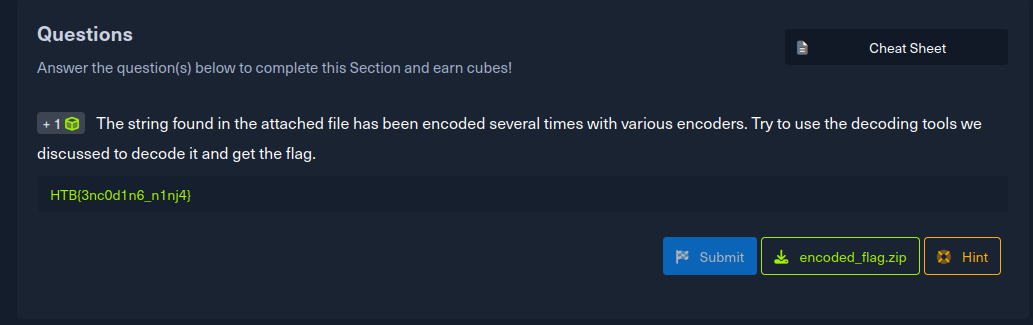 Questions
Cheat Sheet
Answer the question(s) below to complete this Section and earn cubes!
+ 1 The string found in the attached file has been encoded several times with various encoders. Try to use the decoding tools we
discussed to decode it and get the flag.
HTB{3nc0d1n6_n1nj4}
Submit encoded_flag.zip Hint